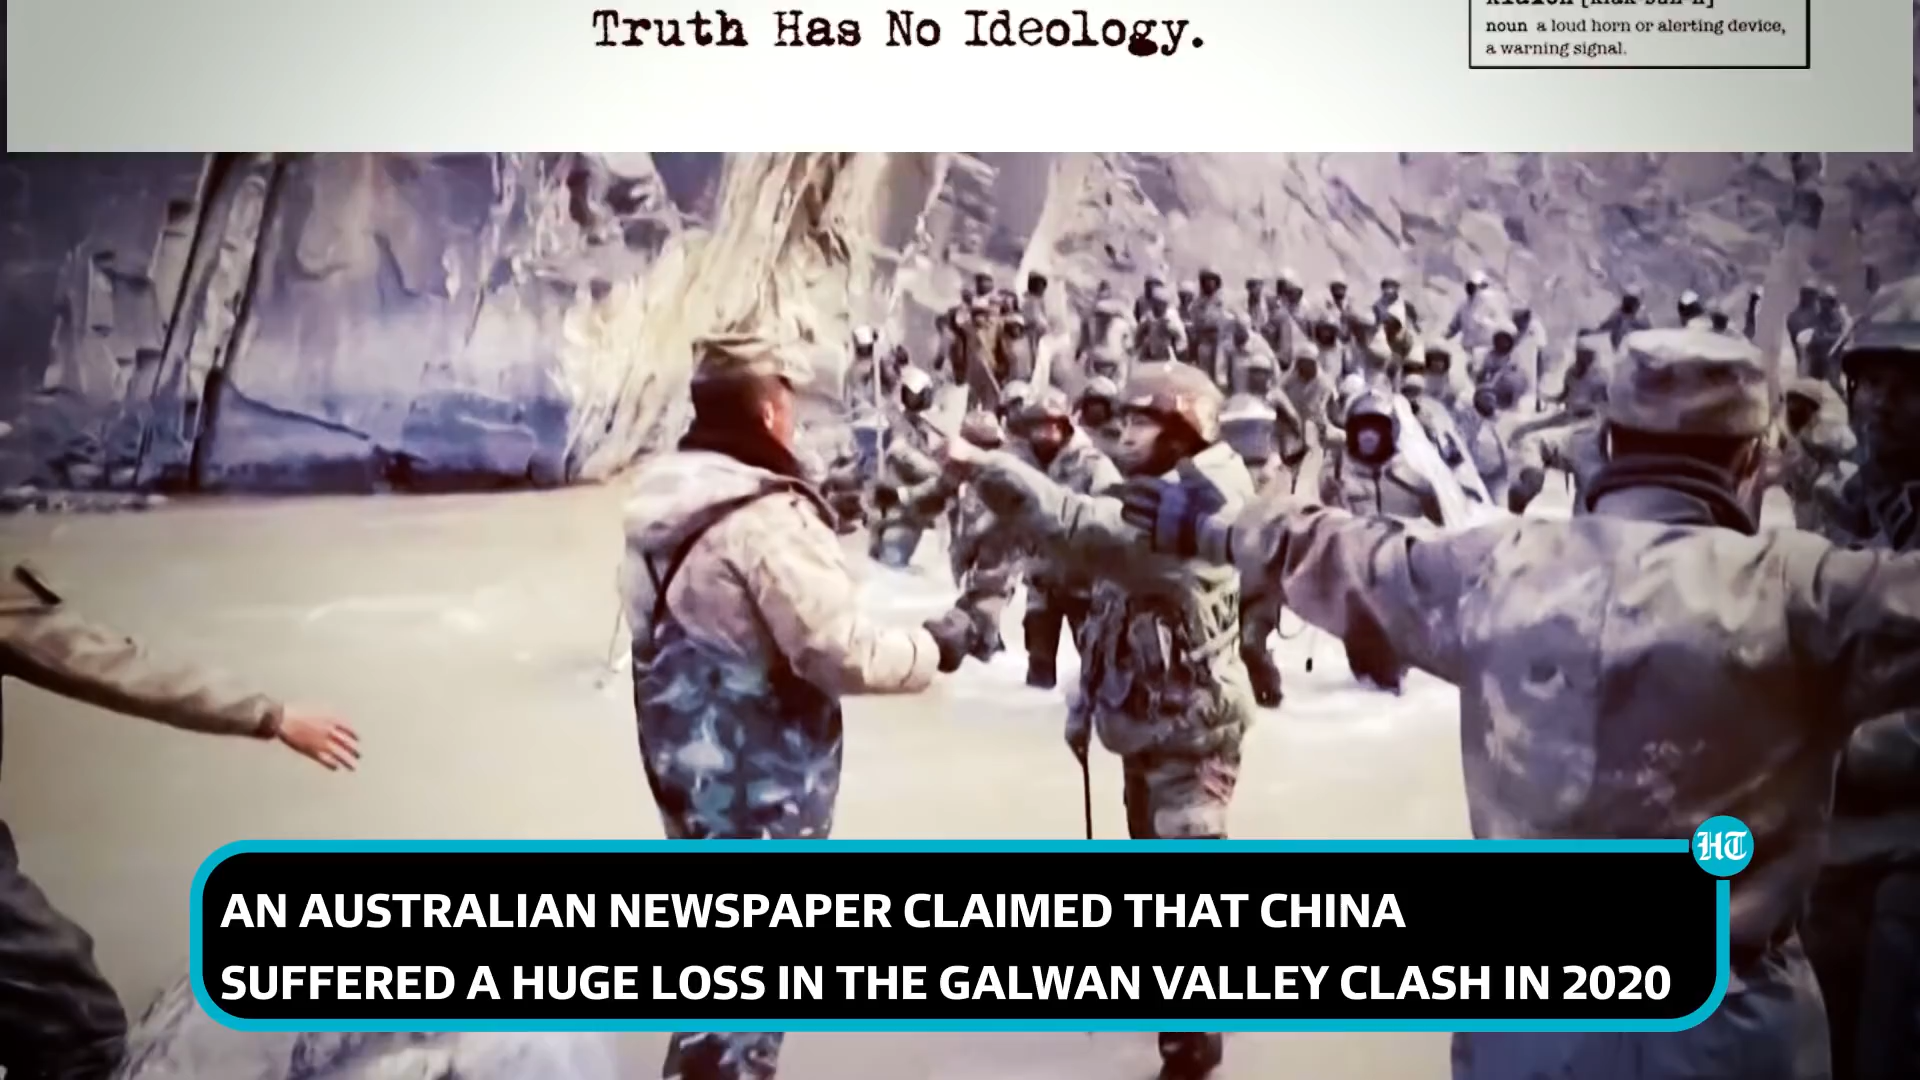 Truth Has No Ideology.
noun a loud horn or alerting device,
a warning signal.
HT
AN AUSTRALIAN NEWSPAPER CLAIMED THAT CHINA
SUFFERED A HUGE LOSS IN THE GALWAN VALLEY CLASH IN 2020